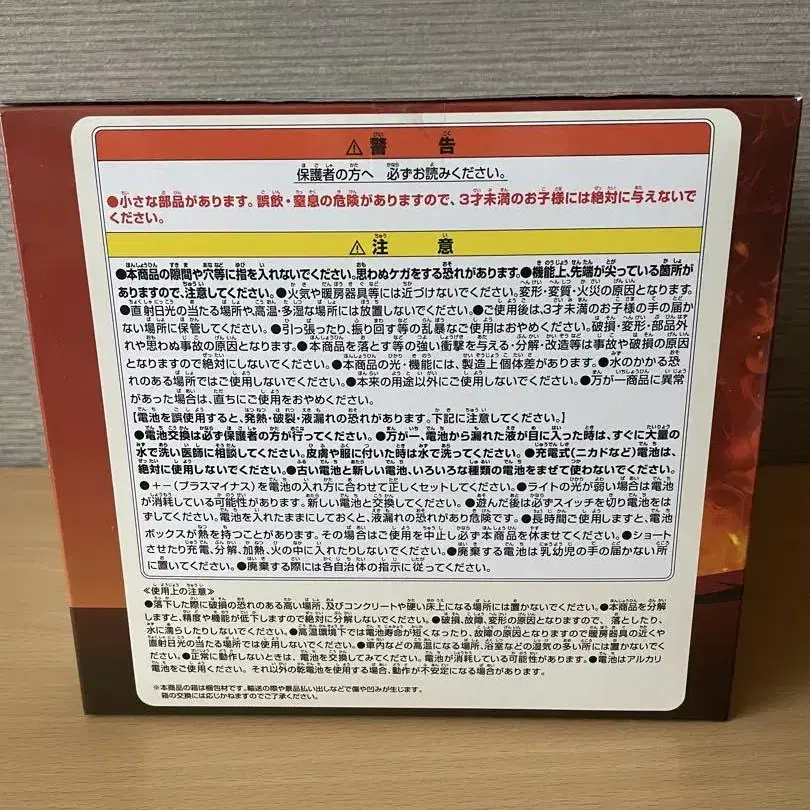 ⚠警 告
保護者の方へ 必ずお読みください。
●小さな部品があります。誤飲・窒息の危険がありますので、3才未満のお子様には絶対に与えないで
ください。
⚠注 意
●本商品の隙間や穴等に指を入れないでください。思わぬケガをする恐れがあります。●機能上、先端が尖っている箇所が
ありますので、注意してください。●火気や暖房器具等には近づけないでください。変形・変質・火災の原因となります。
●直射日光の当たる場所や高温・多湿な場所には放置しないでください。●ご使用後は、3才未満のお子様の手の届か
ない場所に保管してください。●引っ張ったり、振り回す等の乱暴なご使用はおやめください。破損・変形・部品外
れや思わぬ事故の原因となります。●本商品を落とす等の強い衝撃を与える・分解・改造等は事故や破損の原因
となりますので絶対にしないでください。●本商品の光・機能には、製造上個体差があります。●水のかかる恐
れのある場所ではご使用しないでください。●本来の用途以外にご使用しないでください。●万が一商品に異常
があった場合は、直ちにご使用をおやめください。
【電池を誤使用すると、発熱・破裂・液漏れの恐れがあります。下記に注意してください。】
●電池交換は必ず保護者の方が行ってください。●万が一、電池から漏れた液が目に入った時は、すぐに大量の
水で洗い医師に相談してください。皮膚や服に付いた時は水で洗ってください。●充電式(ニカドなど)電池は、
絶対に使用しないでください。●古い電池と新しい電池、いろいろな種類の電池をまぜて使わないでください。
●+-(プラスマイナス)を電池の入れ方に合わせて正しくセットしてください。●ライトの光が弱い場合は電池
が消耗している可能性があります。新しい電池と交換してください。●遊んだ後は必ずスイッチを切り電池をは
ずしてください。電池を入れたままにしておくと、液漏れの恐れがあり危険です。●長時間ご使用しますと、電池
ボックスが熱を持つことがあります。その場合はご使用を中止し必ず本商品を休ませてください。●ショート
させたり充電、分解、加熱、火の中に入れたりしないでください。●廃棄する電池は乳幼児の手の届かない所
に置いてください。●廃棄する際には各自治体の指示に従ってください。
≪使用上の注意≫
●落下した際に破損の恐れのある高い場所、及びコンクリートや硬い床上になる場所には置かないでください。●本商品を分解
しますと、精度や機能が低下しますので絶対に分解しないでください。●破損、故障、変形の原因となりますので、落としたり、
水に濡らしたりしないでください。●高温環境下では電池寿命が短くなったり、故障の原因となりますので暖房器具の近くや
直射日光の当たる場所では使用しないでください。●車内などの高温になる場所、浴室などの湿気の多い所には置かないでくだ
さい。●正常に動作しないときは、電池を交換してみてください。電池が消耗している可能性があります。●電池はアルカリ
電池をご使用ください。それ以外の乾電池を使用する場合、動作が不安定になる場合があります。
※本商品の箱は梱包材です。輸送の際や景品払い出しなどで傷や凹みが生じます。
箱の交換には応じかねますのでご了承ください。